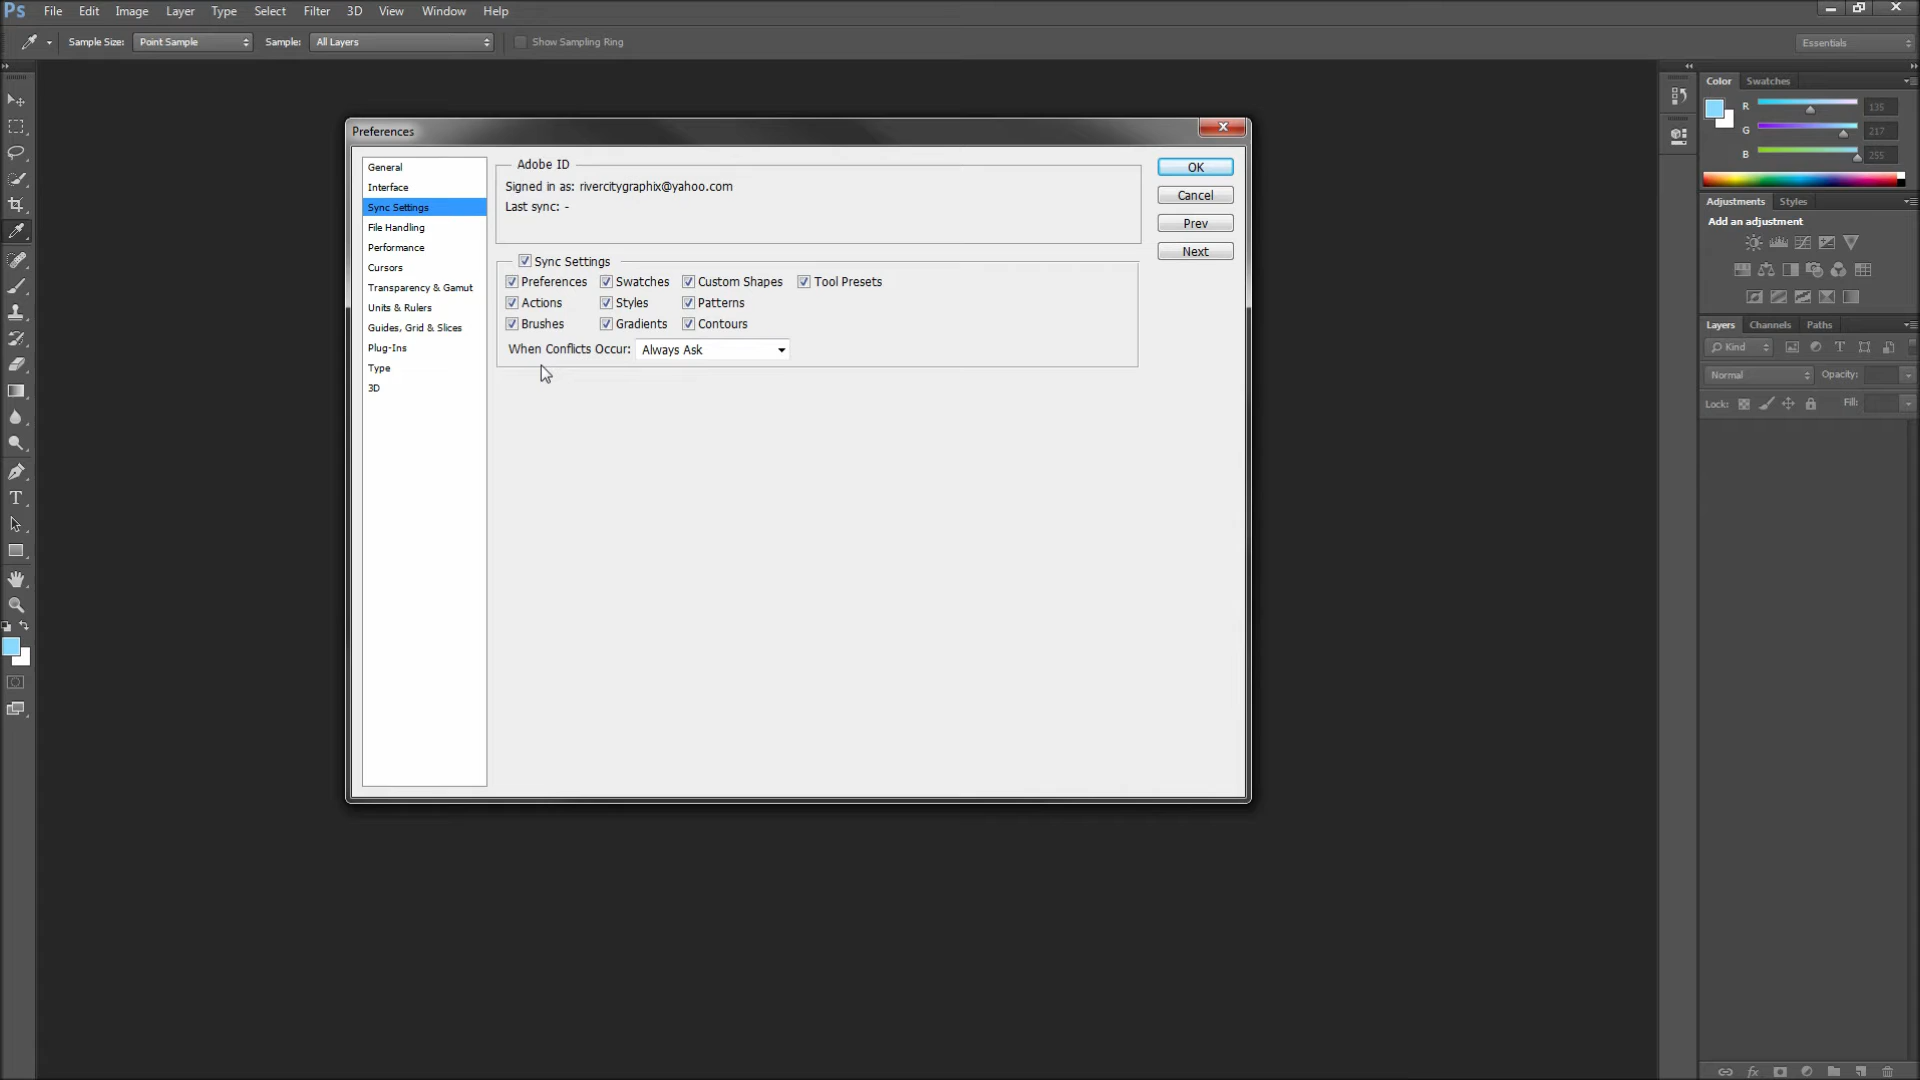 Ps File Edit Image Layer Type Select Filter 3D View Window Help
Sample Size: Point Sample Sample: All Layers Show Sampling Ring Essentials
Color Swatches
R 135
G 217
B 255
Adjustments Styles
Add an adjustment
Layers Channels Paths
Kind
Normal Opacity:
Lock: Fill:
Preferences
General
Interface
Sync Settings
File Handling
Performance
Cursors
Transparency & Gamut
Units & Rulers
Guides, Grid & Slices
Plug-Ins
Type
3D
Adobe ID
Signed in as: rivercitygraphix@yahoo.com
Last sync: -
Sync Settings
Preferences Swatches Custom Shapes Tool Presets
Actions Styles Patterns
Brushes Gradients Contours
When Conflicts Occur: Always Ask
OK
Cancel
Prev
Next